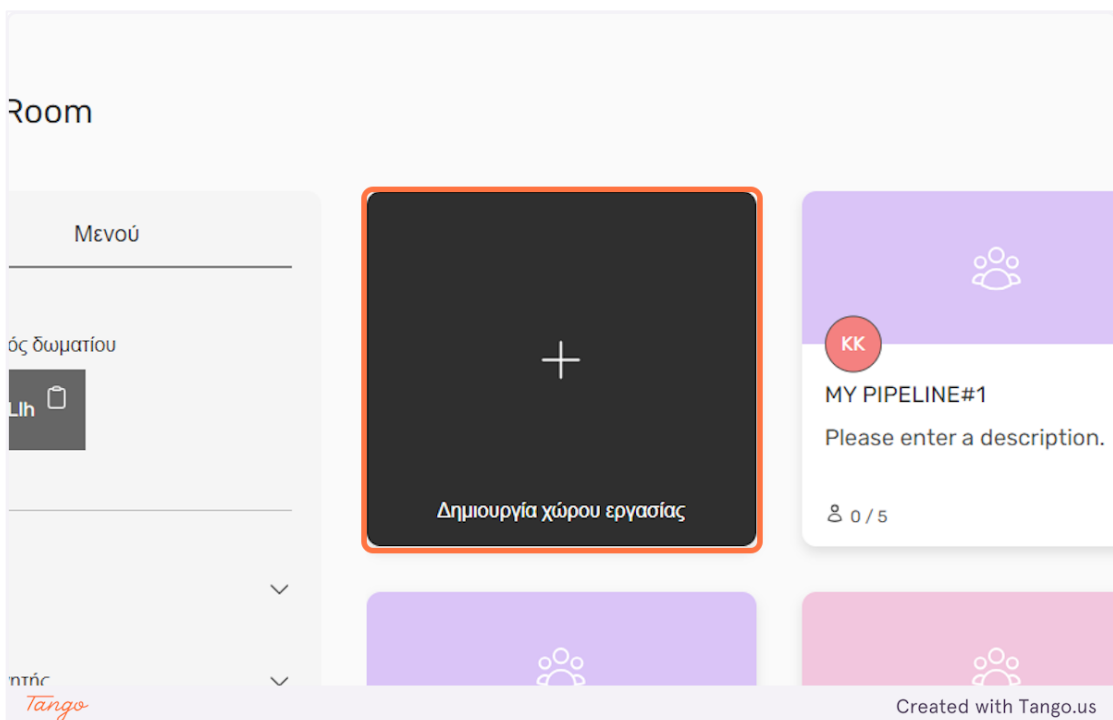 Room
Μενού
ός δωματίου
LIh
Δημιουργία χώρου εργασίας
KK
MY PIPELINE#1
Please enter a description.
0 / 5
Tango
Created with Tango.us